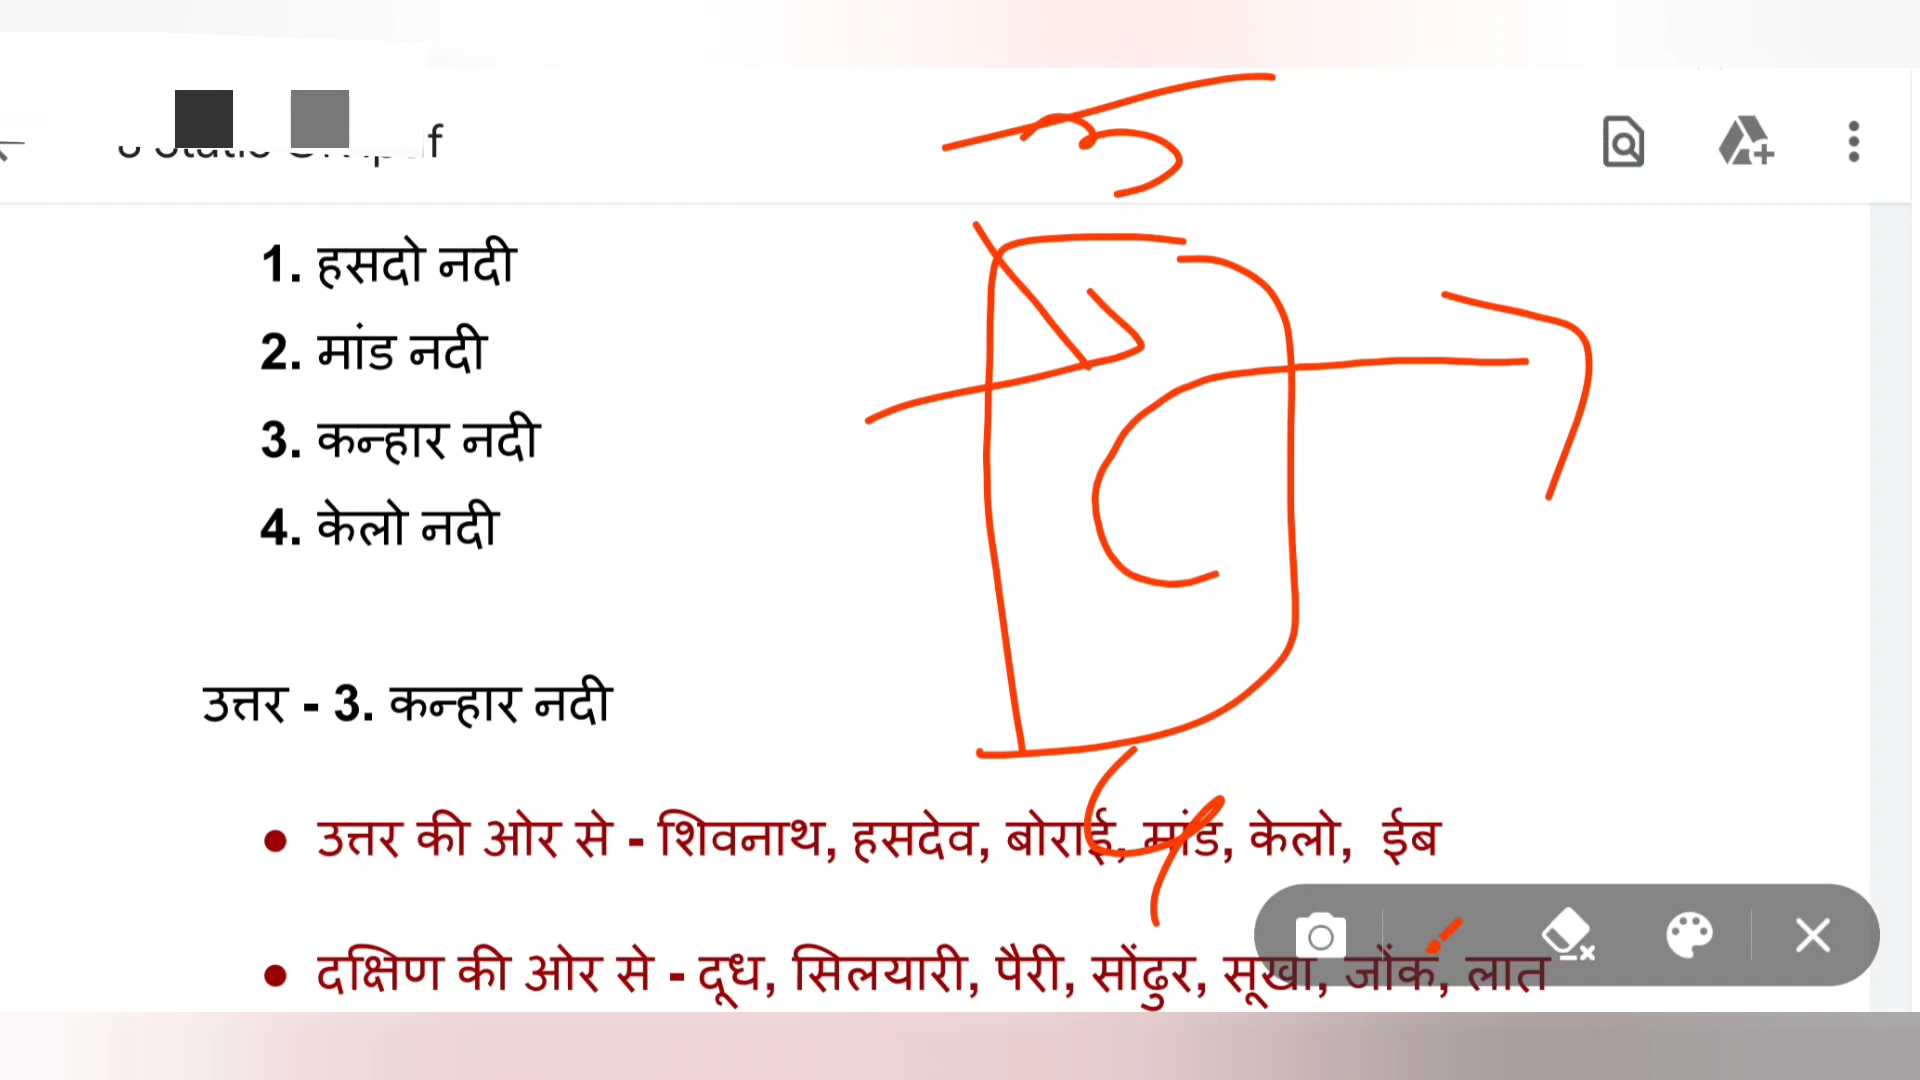 1. हसदो नदी
2. मांड नदी
3. कन्हार नदी
4. केलो नदी
उत्तर - 3. कन्हार नदी
• उत्तर की ओर से - शिवनाथ, हसदेव, बोराई, मांड, केलो, ईब
• दक्षिण की ओर से - दूध, सिलयारी, पैरी, सोंढुर, सूखा, जोंक, लात